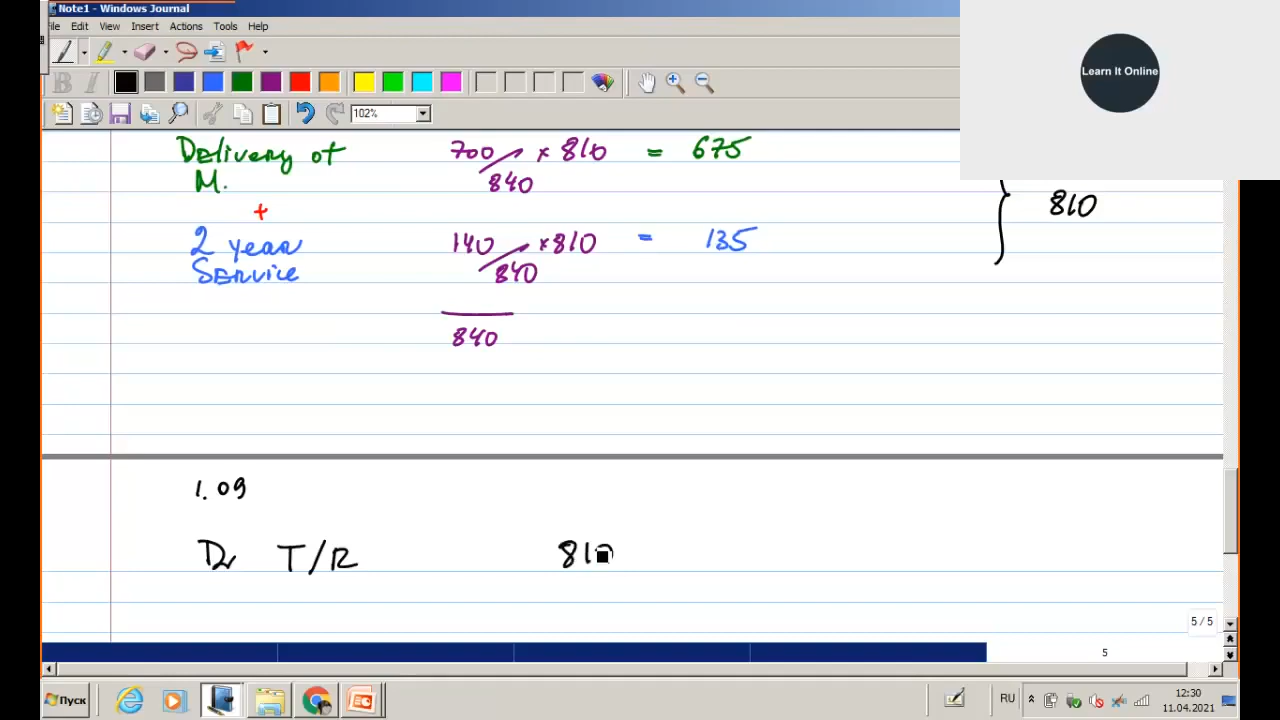 Note1 - Windows Journal
File Edit View Insert Actions Tools Help
Learn It Online
B I
102%
Delivery of 700/840 × 810 = 675
M.
+
810
2 year 140/840 × 810 = 135
Service
840
1.09
Dr T/R 810
5 / 5
5
Пуск
RU
12:30
11.04.2021